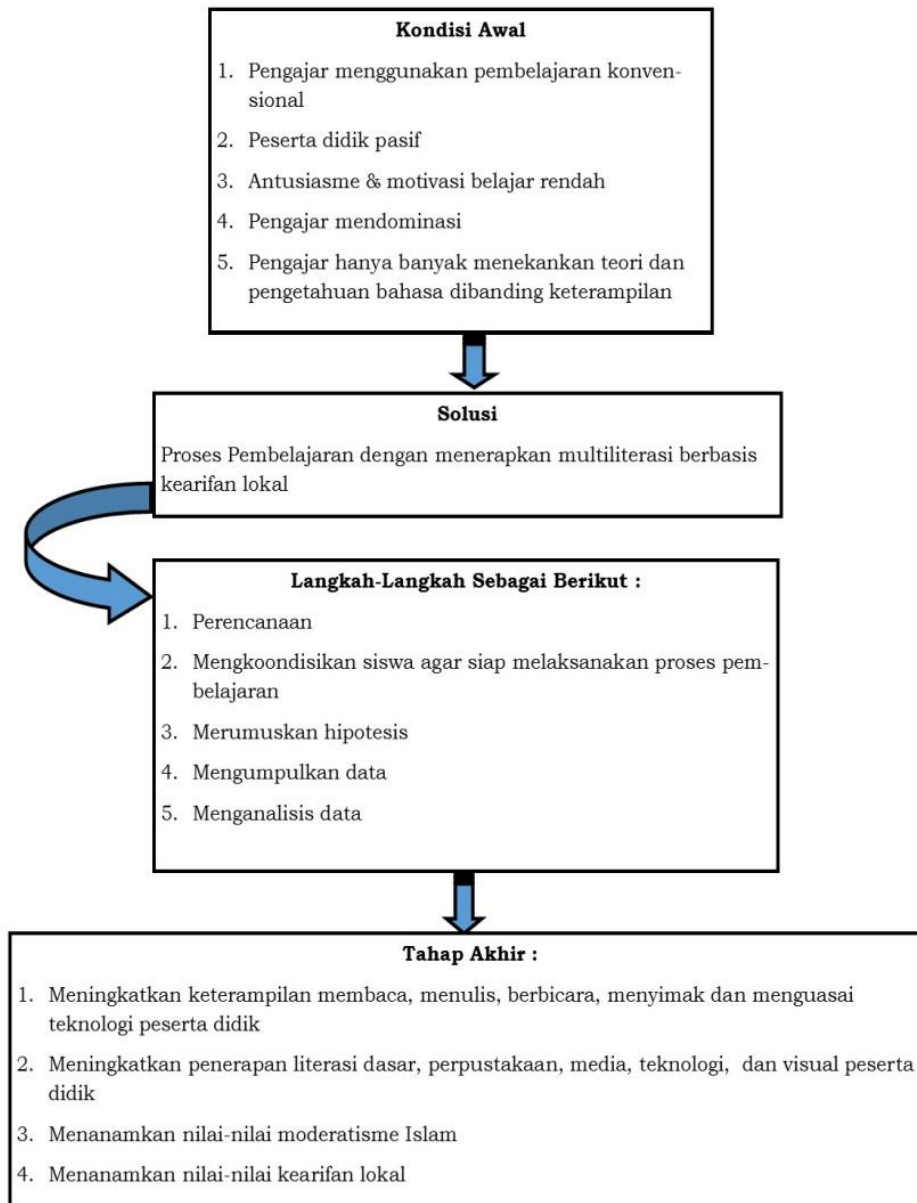 Kondisi Awal
1. Pengajar menggunakan pembelajaran konven-
sional
2. Peserta didik pasif
3. Antusiasme & motivasi belajar rendah
4. Pengajar mendominasi
5. Pengajar hanya banyak menekankan teori dan
pengetahuan bahasa dibanding keterampilan
Solusi
Proses Pembelajaran dengan menerapkan multiliterasi berbasis
kearifan lokal
Langkah-Langkah Sebagai Berikut :
1. Perencanaan
2. Mengkoondisikan siswa agar siap melaksanakan proses pem-
belajaran
3. Merumuskan hipotesis
4. Mengumpulkan data
5. Menganalisis data
Tahap Akhir :
1. Meningkatkan keterampilan membaca, menulis, berbicara, menyimak dan menguasai
teknologi peserta didik
2. Meningkatkan penerapan literasi dasar, perpustakaan, media, teknologi, dan visual peserta
didik
3. Menanamkan nilai-nilai moderatisme Islam
4. Menanamkan nilai-nilai kearifan lokal